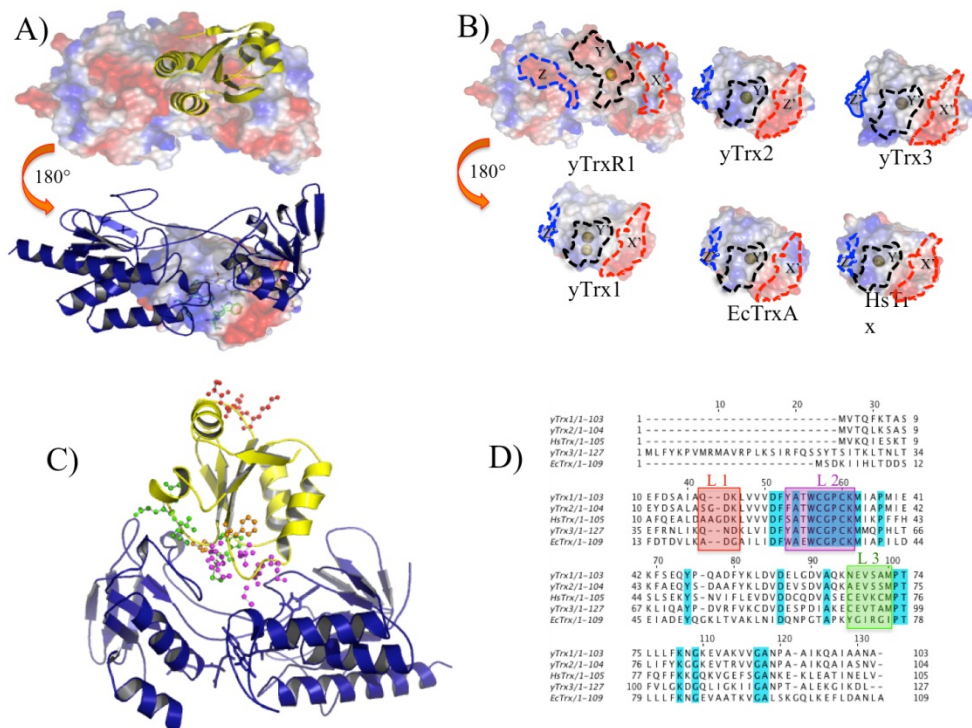 A)
180°
B)
Z Y X
yTrxR1
Y' Z'
yTrx2
Z' Y' X'
yTrx3
180°
Y' X'
yTrx1
Y' X'
EcTrxA
Y' X'
HsTr
x
C)
D)
10 20 30
yTrx1/1-103 1 - - - - - - - - - - - - - - - - - - - - - - - - - MVTQFKTAS 9
yTrx2/1-104 1 - - - - - - - - - - - - - - - - - - - - - - - - - MVTQLKSAS 9
HsTrx/1-105 1 - - - - - - - - - - - - - - - - - - - - - - - - - MVKQIESKT 9
yTrx3/1-127 1 MLFYKPVMRMAVRPLKSIRFQSSYTSITKLTNLT 34
EcTrx/1-109 1 - - - - - - - - - - - - - - - - - - - - - - SDKIIHLTDDS 12
40 L 1 50 L 2 60
yTrx1/1-103 10 EFDSAIAQ--DKLVVVDFYATWCGPCKMIAPMIE 41
yTrx2/1-104 10 EYDSALASG-DKLVVVDFFATWCGPCKMIAPMIE 42
HsTrx/1-105 10 AFQEALDAAGDKLVVVDFSATWCGPCKMIKPFFH 43
yTrx3/1-127 35 EFRNLIKQ--NDKLVIDFYATWCGPCKMMQPHLT 66
EcTrx/1-109 13 FDTDVLKA--DGAILIDFWAEWCGPCKMIAPILD 44
70 80 90 L 3 100
yTrx1/1-103 42 KFSEQYP-QADFYKLDVDELGDVAQKNEVSAMPT 74
yTrx2/1-104 43 KFAEQYS-DAAFYKLDVDEVSDVAQKAEVSSMPT 75
HsTrx/1-105 44 SLSEKYS-NVIFLEVDVDDCQDVASECEVKCMPT 76
yTrx3/1-127 67 KLIQAYP-DVRFVKCDVDESPDIAKECEVTAMPT 99
EcTrx/1-109 45 EIADEYQGKLTVAKLNIDQNPGTAPKYGIRGIPT 78
110 120 130
yTrx1/1-103 75 LLLFKNGKEVAKVVGANPA-AIKQAIAANA- 103
yTrx2/1-104 76 LIFYKGGKEVTRVVGANPA-AIKQAIASNV- 104
HsTrx/1-105 77 FQFFKKGQKVGEFSGANKE-KLEATINELV- 105
yTrx3/1-127 100 FVLGKDGQLIGKIIGANPT-ALEKGIKDL-- 127
EcTrx/1-109 79 LLLFKNGEVAATKVGALSKGQLKEFLDANLA 109